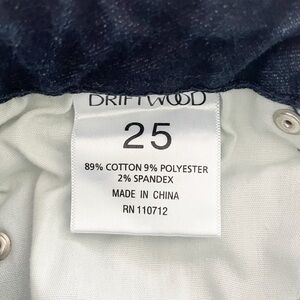 DRIFTWOOD
25
89% COTTON 9% POLYESTER
2% SPANDEX
MADE IN CHINA
RN 110712